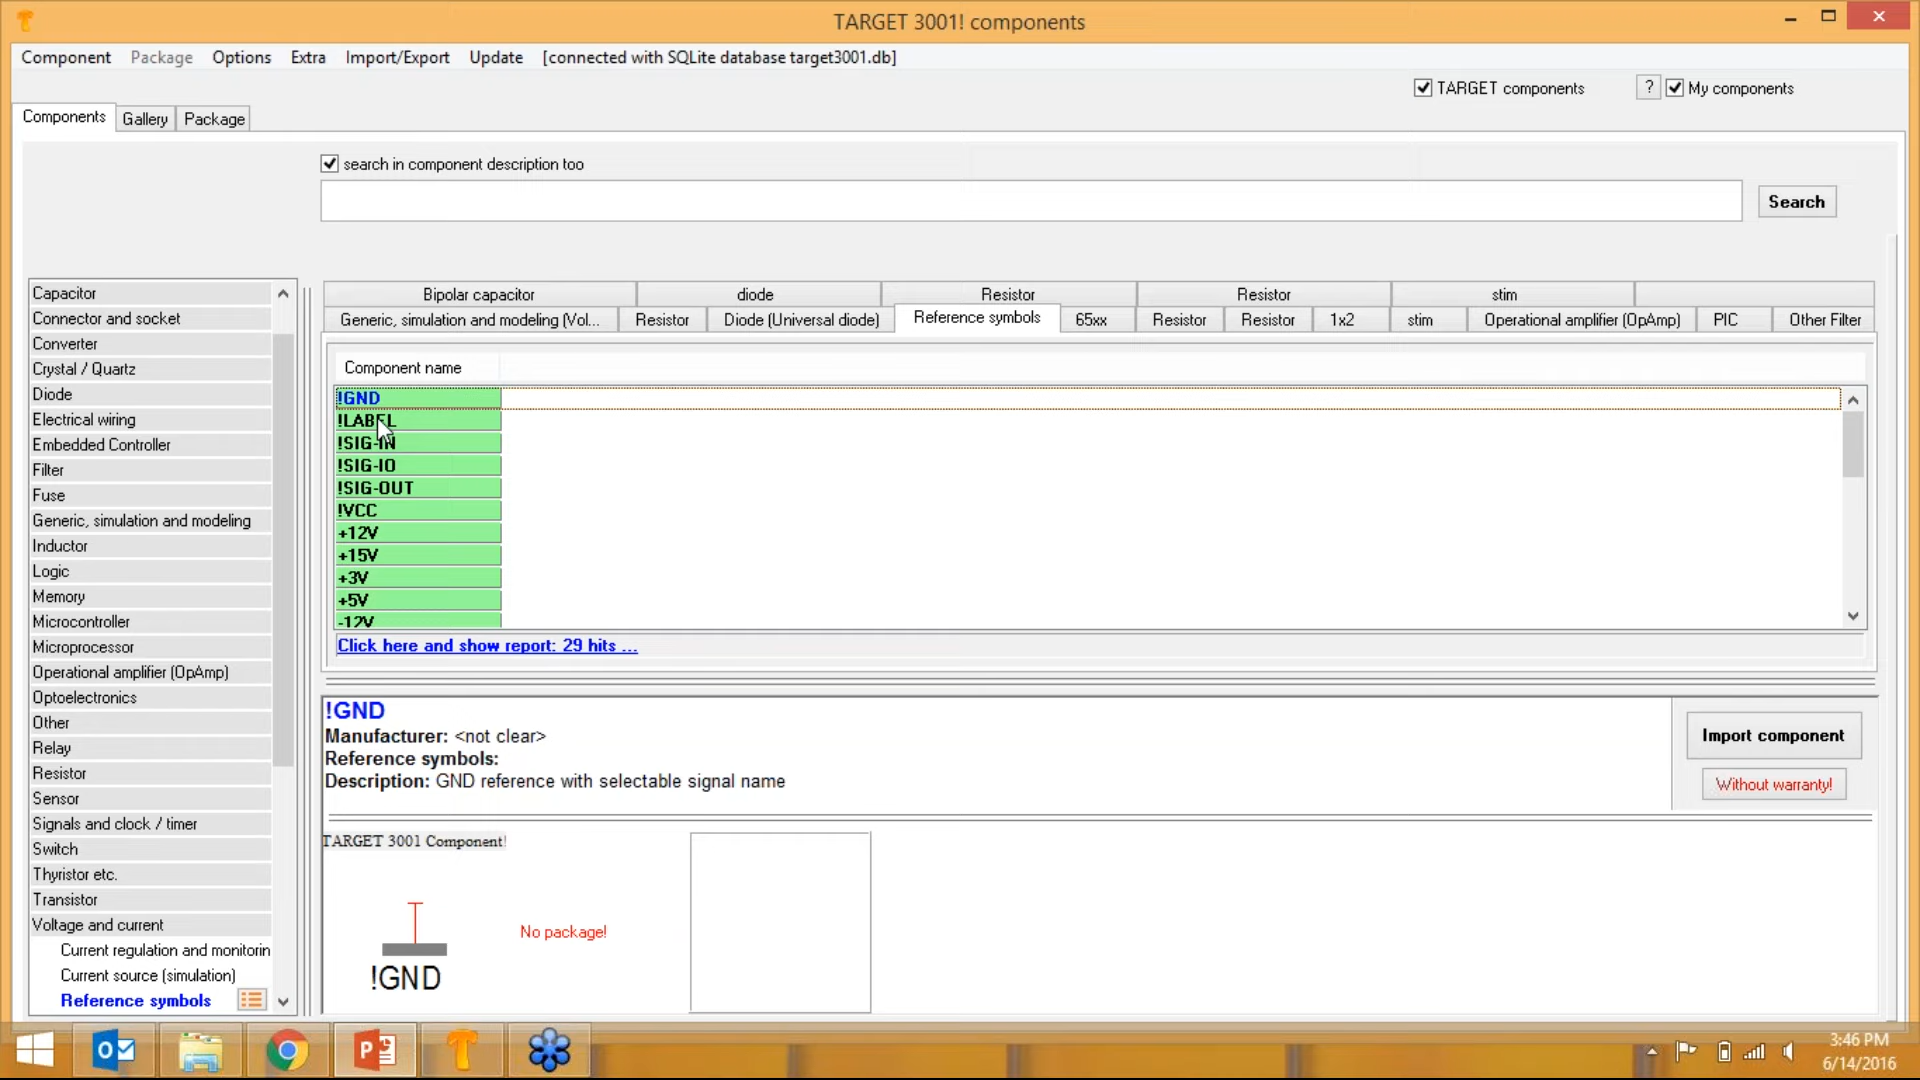 TARGET 3001! components
Component Package Options Extra Import/Export Update [connected with SQLite database target3001.db]
TARGET components ? My components
Components Gallery Package
search in component description too
Search
Capacitor
Connector and socket
Converter
Crystal / Quartz
Diode
Electrical wiring
Embedded Controller
Filter
Fuse
Generic, simulation and modeling
Inductor
Logic
Memory
Microcontroller
Microprocessor
Operational amplifier (OpAmp)
Optoelectronics
Other
Relay
Resistor
Sensor
Signals and clock / timer
Switch
Thyristor etc.
Transistor
Voltage and current
Current regulation and monitorin
Current source (simulation)
Reference symbols
Bipolar capacitor diode Resistor Resistor stim
Generic, simulation and modeling (Vol... Resistor Diode (Universal diode) Reference symbols 65xx Resistor Resistor 1x2 stim Operational amplifier (OpAmp) PIC Other Filter
Component name
!GND
!LABEL
!SIG-IN
!SIG-IO
!SIG-OUT
!VCC
+12V
+15V
+3V
+5V
-12V
Click here and show report: 29 hits ...
!GND
Manufacturer: <not clear>
Reference symbols:
Description: GND reference with selectable signal name
Import component
Without warranty!
TARGET 3001 Component!
No package!
!GND
3:46 PM
6/14/2016